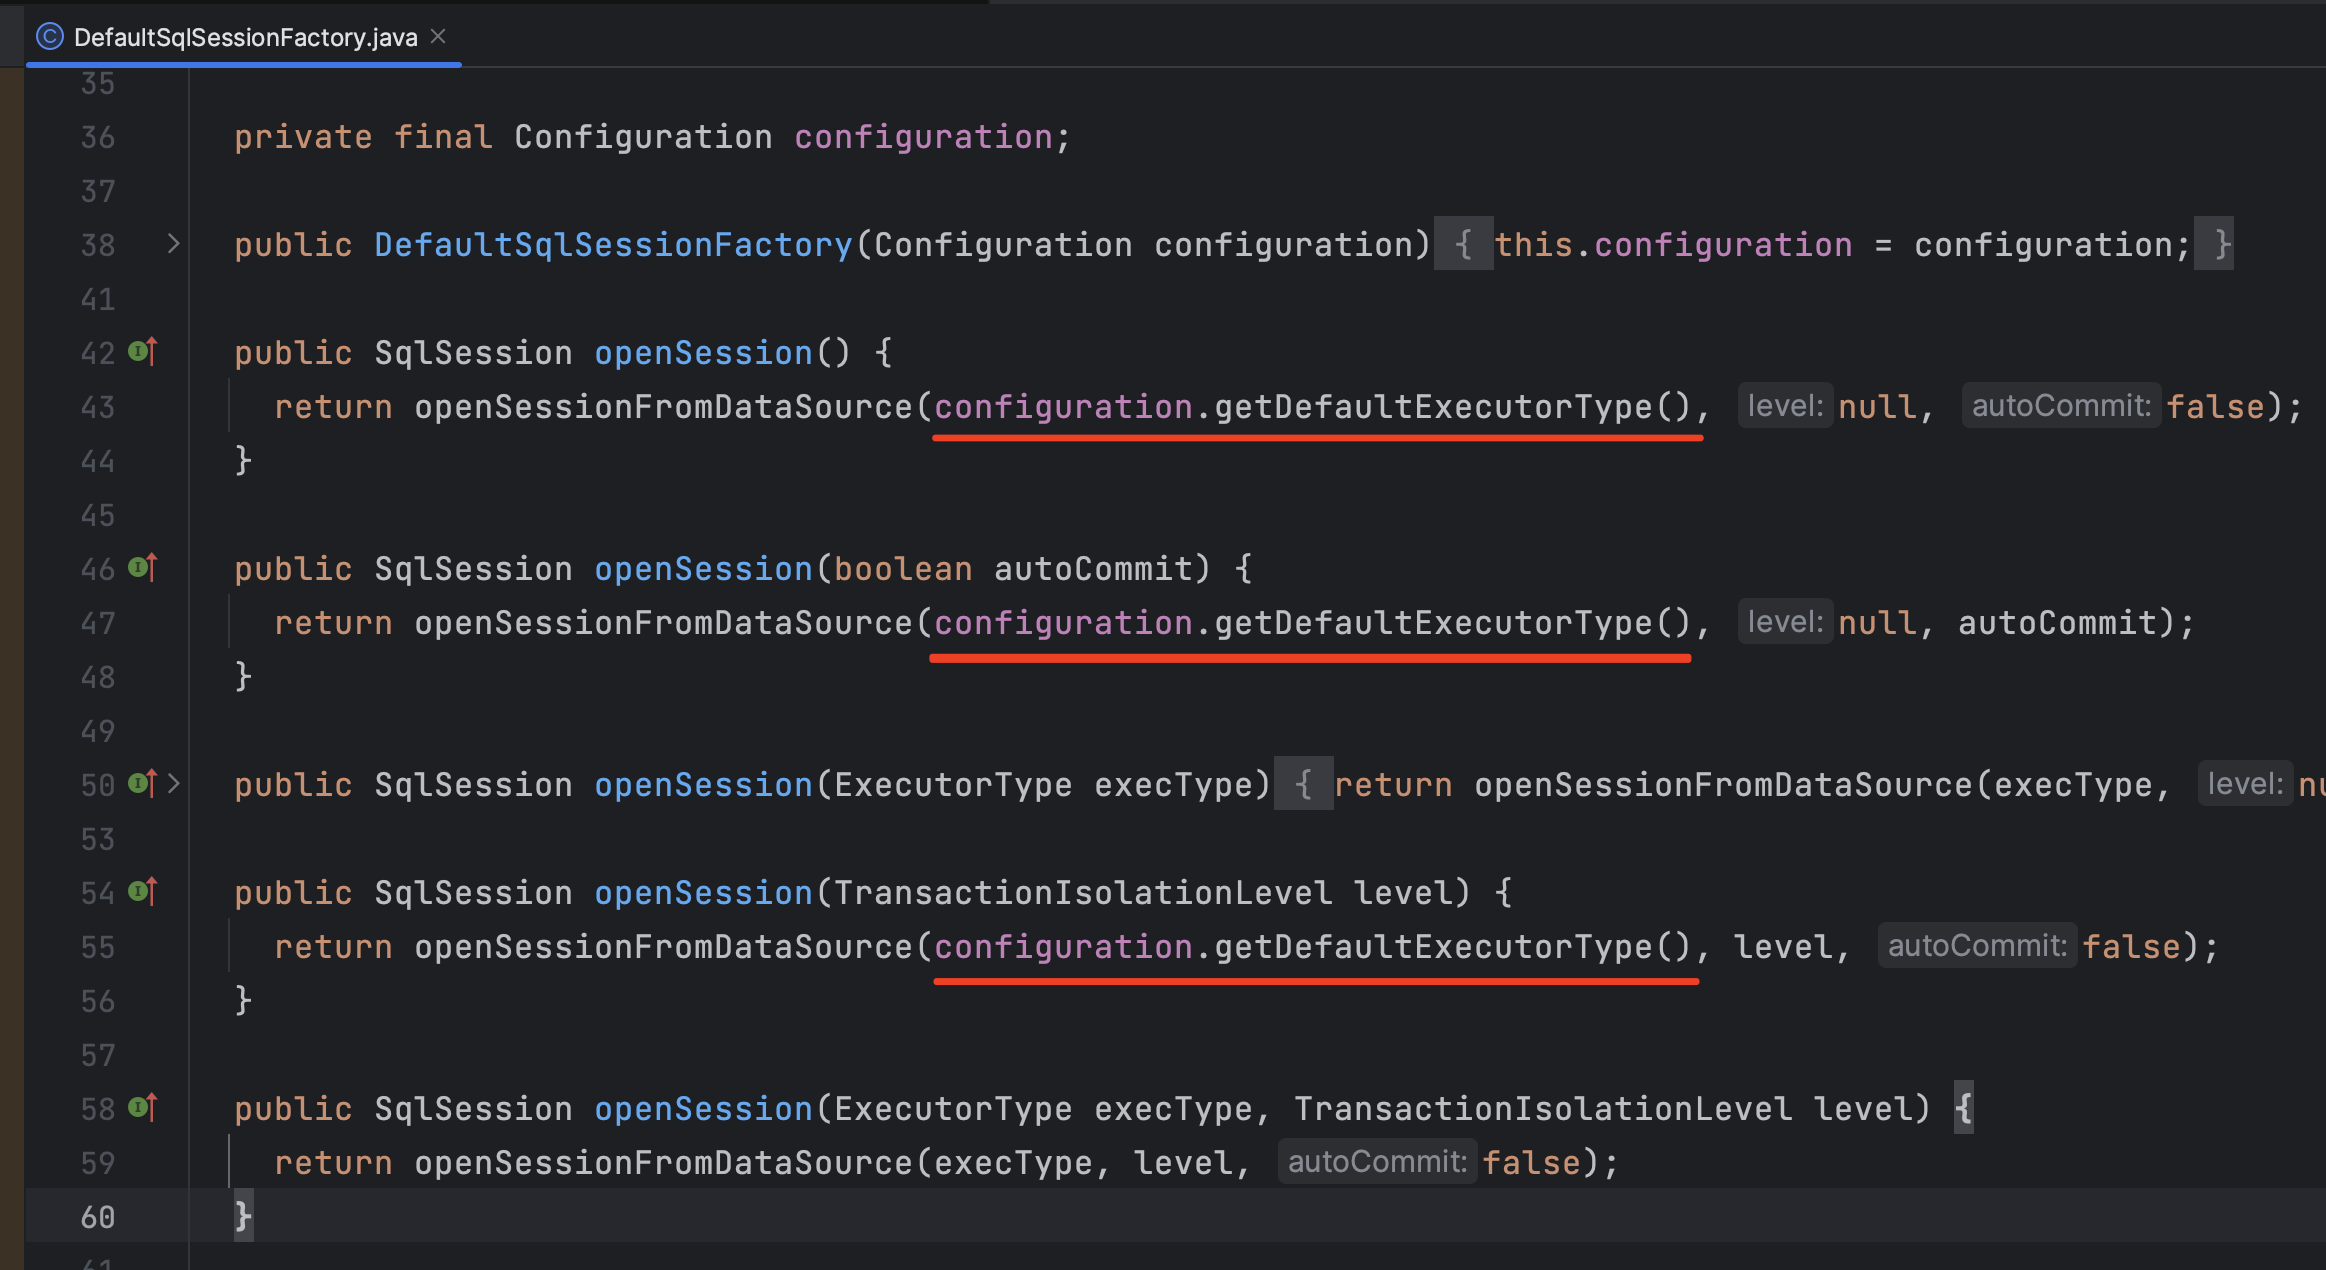 DefaultSqlSessionFactory.java
35
36 private final Configuration configuration;
37
38 public DefaultSqlSessionFactory(Configuration configuration) { this.configuration = configuration; }
41
42 public SqlSession openSession() {
43 return openSessionFromDataSource(configuration.getDefaultExecutorType(), level: null, autoCommit: false);
44 }
45
46 public SqlSession openSession(boolean autoCommit) {
47 return openSessionFromDataSource(configuration.getDefaultExecutorType(), level: null, autoCommit);
48 }
49
50 public SqlSession openSession(ExecutorType execType) { return openSessionFromDataSource(execType, level: nu
53
54 public SqlSession openSession(TransactionIsolationLevel level) {
55 return openSessionFromDataSource(configuration.getDefaultExecutorType(), level, autoCommit: false);
56 }
57
58 public SqlSession openSession(ExecutorType execType, TransactionIsolationLevel level) {
59 return openSessionFromDataSource(execType, level, autoCommit: false);
60 }
61